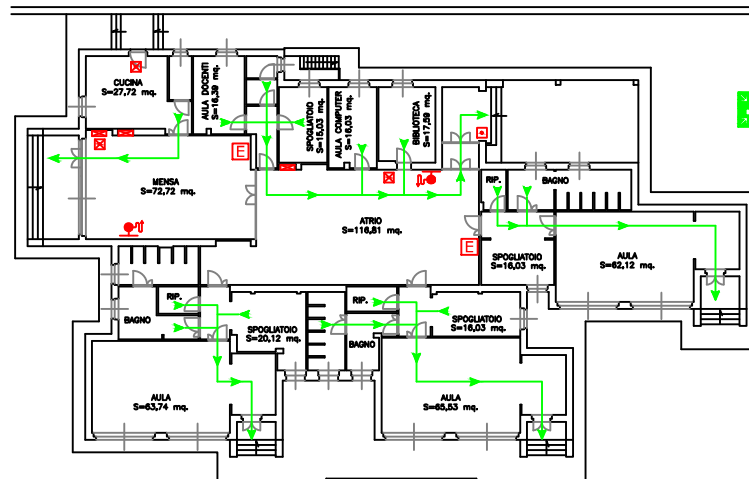 CUCINA
S=27,72 mq.
AULA DOCENTI
S=16,39 mq.
SPOGLIATOIO
S=15,03 mq.
AULA COMPUTER
S=16,03 mq.
BIBLIOTECA
S=17,59 mq.
E
MENSA
S=72,72 mq.
RIP.
BAGNO
ATRIO
S=116,81 mq.
E
SPOGLIATOIO
S=16,03 mq.
AULA
S=62,12 mq.
RIP.
BAGNO
SPOGLIATOIO
S=20,12 mq.
RIP.
BAGNO
SPOGLIATOIO
S=16,03 mq.
AULA
S=63,74 mq.
AULA
S=65,53 mq.